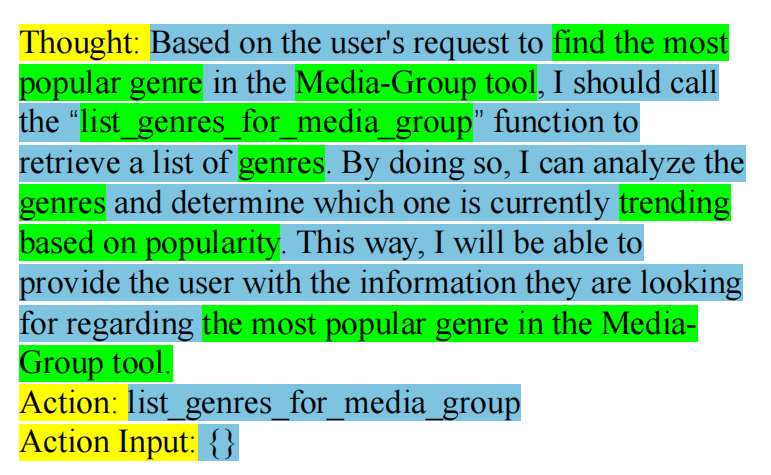 Thought: Based on the user's request to find the most
popular genre in the Media-Group tool, I should call
the “list_genres_for_media_group” function to
retrieve a list of genres. By doing so, I can analyze the
genres and determine which one is currently trending
based on popularity. This way, I will be able to
provide the user with the information they are looking
for regarding the most popular genre in the Media-
Group tool.
Action: list_genres_for_media_group
Action Input: {}